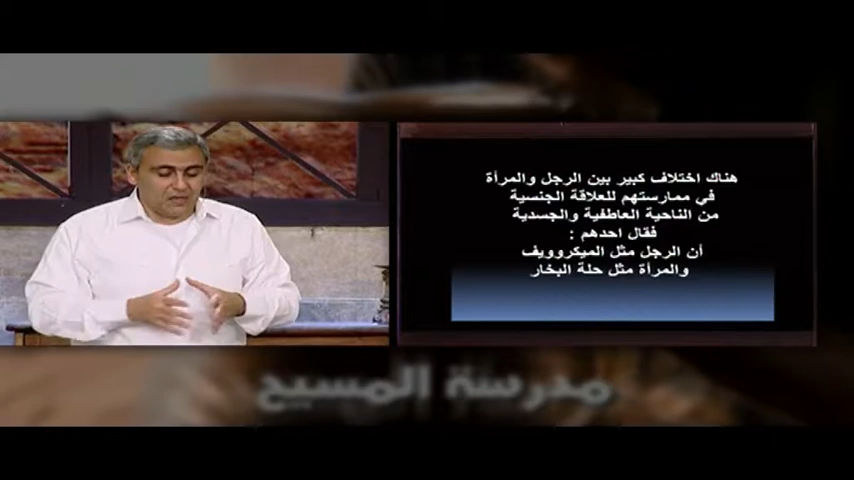 هناك اختلاف كبير بين الرجل والمرأة
في ممارستهم للعلاقة الجنسية
من الناحية العاطفية والجسدية
فقال احدهم :
أن الرجل مثل الميكروويف
والمرأة مثل حلة البخار
مدرسة المسيح